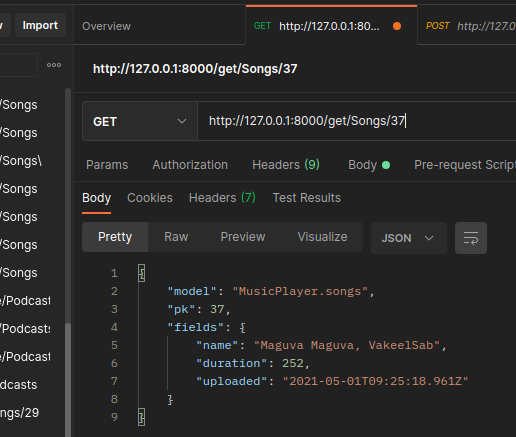 Import
Overview
GET http://127.0.0.1:80...
POST http://127.0.
http://127.0.0.1:8000/get/Songs/37
GET
http://127.0.0.1:8000/get/Songs/37
/Songs
/Songs
/Songs\
/Songs
/Songs
/Songs
/Songs
e/Podcast
/Podcasts
e/Podcast
dcasts
ngs/29
Params Authorization Headers (9) Body Pre-request Script
Body Cookies Headers (7) Test Results
Pretty Raw Preview Visualize JSON
1 {
2 "model": "MusicPlayer.songs",
3 "pk": 37,
4 "fields": {
5 "name": "Maguva Maguva, VakeelSab",
6 "duration": 252,
7 "uploaded": "2021-05-01T09:25:18.961Z"
8 }
9 }